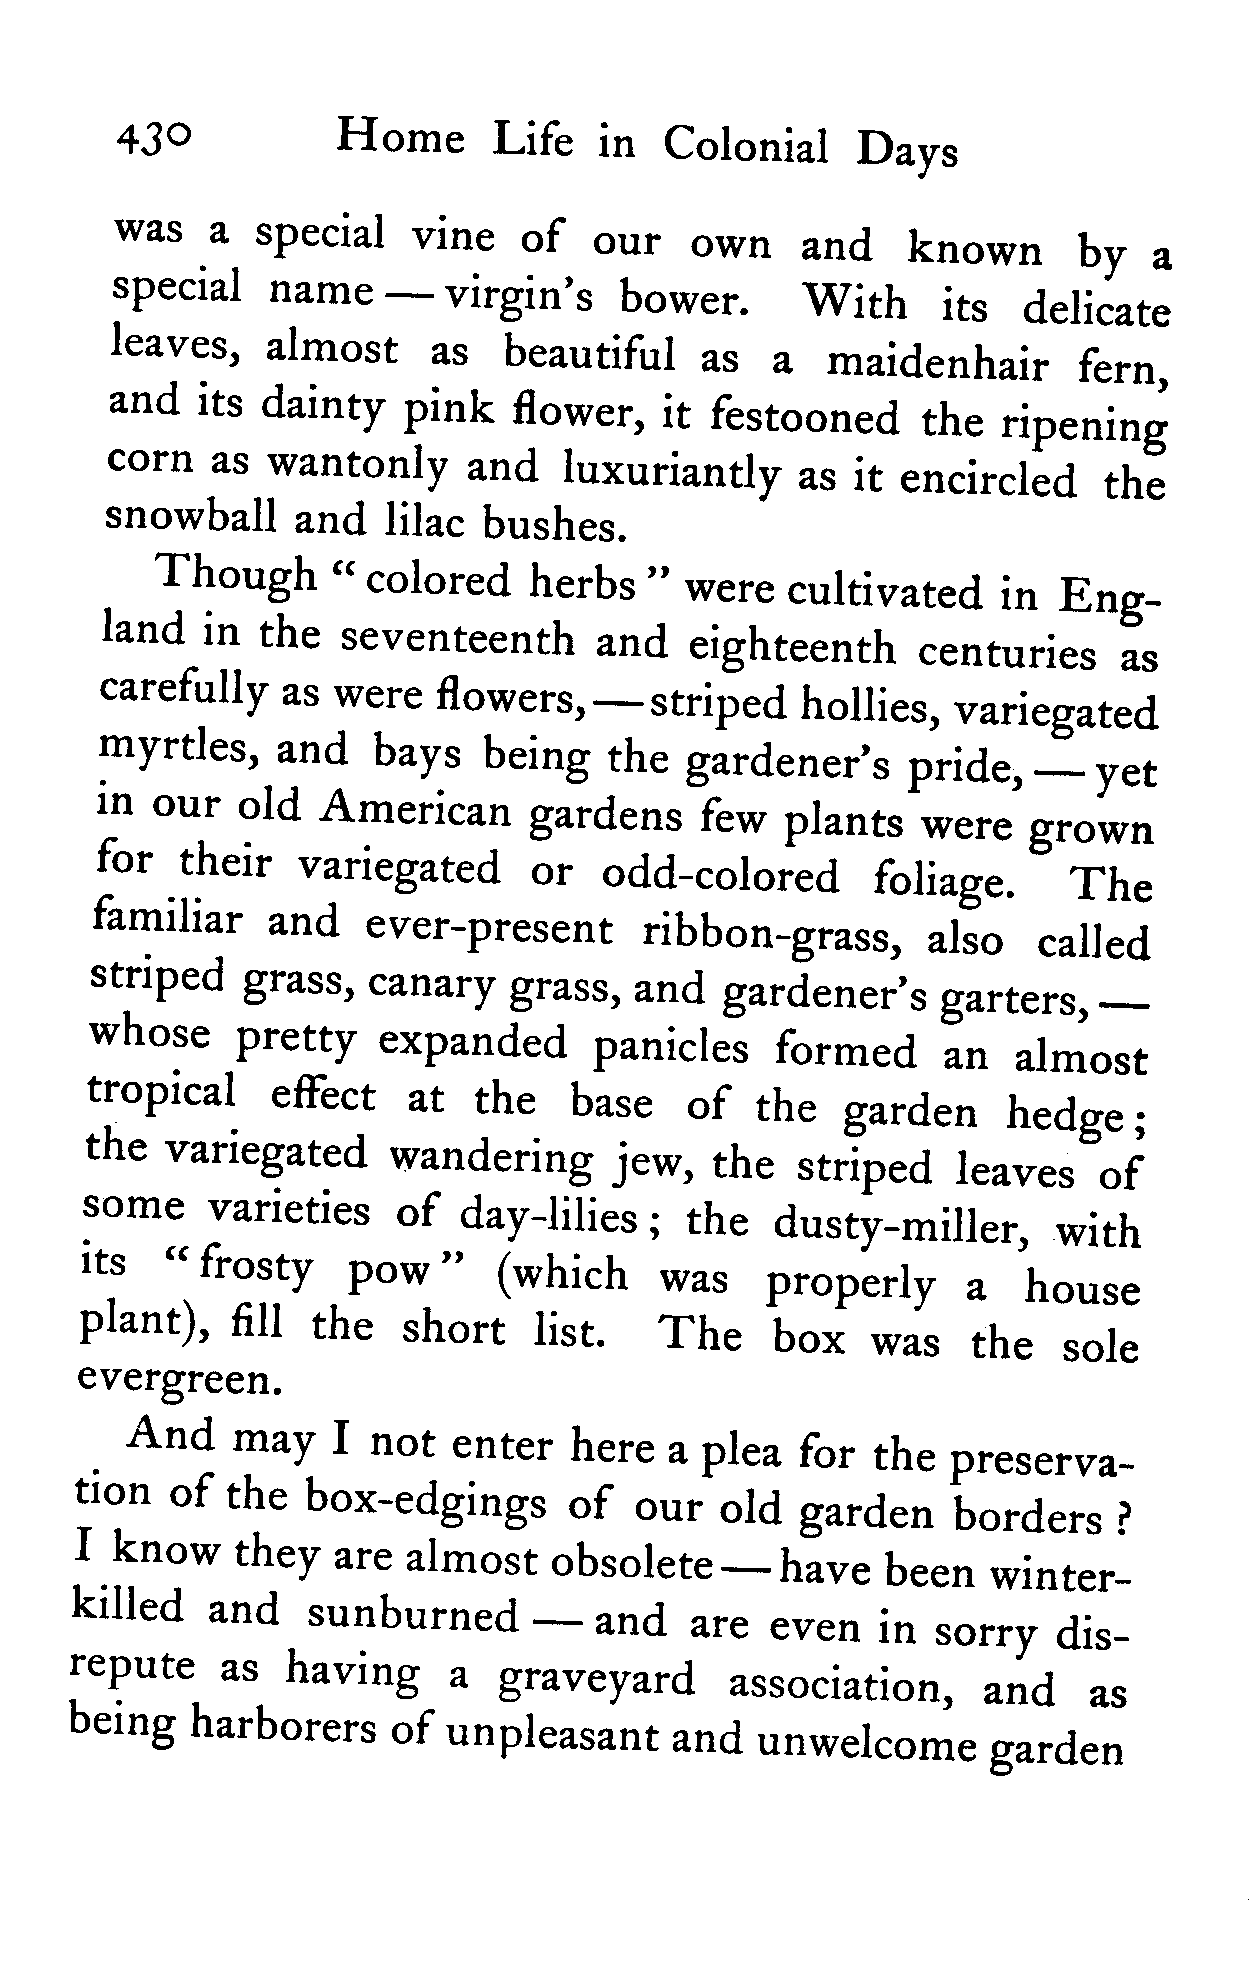 430 Home Life in Colonial Days
was a special vine of our own and known by a
special name — virgin's bower. With its delicate
leaves, almost as beautiful as a maidenhair fern,
and its dainty pink flower, it festooned the ripening
corn as wantonly and luxuriantly as it encircled the
snowball and lilac bushes.
Though " colored herbs " were cultivated in Eng-
land in the seventeenth and eighteenth centuries as
carefully as were flowers, — striped hollies, variegated
myrtles, and bays being the gardener's pride, — yet
in our old American gardens few plants were grown
for their variegated or odd-colored foliage. The
familiar and ever-present ribbon-grass, also called
striped grass, canary grass, and gardener's garters, —
whose pretty expanded panicles formed an almost
tropical effect at the base of the garden hedge ;
the variegated wandering jew, the striped leaves of
some varieties of day-lilies ; the dusty-miller, with
its " frosty pow " (which was properly a house
plant), fill the short list. The box was the sole
evergreen.
And may I not enter here a plea for the preserva-
tion of the box-edgings of our old garden borders ?
I know they are almost obsolete — have been winter-
killed and sunburned — and are even in sorry dis-
repute as having a graveyard association, and as
being harborers of unpleasant and unwelcome garden